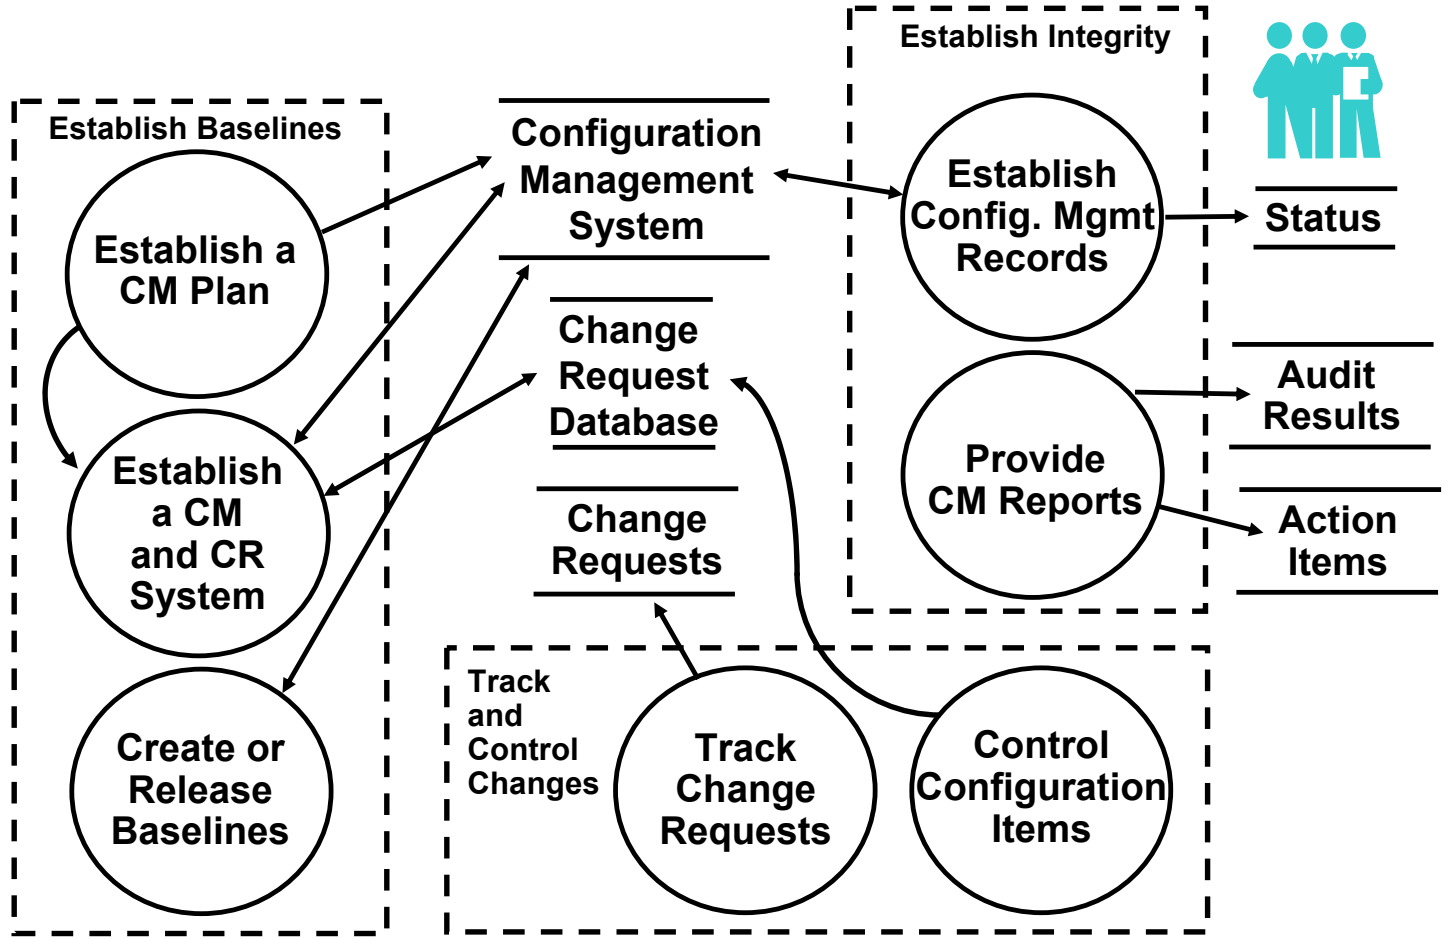 Establish Baselines
Establish a
CM Plan
Establish
a CM
and CR
System
Create or
Release
Baselines
Configuration
Management
System
Change
Request
Database
Change
Requests
Establish Integrity
Establish
Config. Mgmt
Records
Provide
CM Reports
Status
Audit
Results
Action
Items
Track
and
Control
Changes
Track
Change
Requests
Control
Configuration
Items